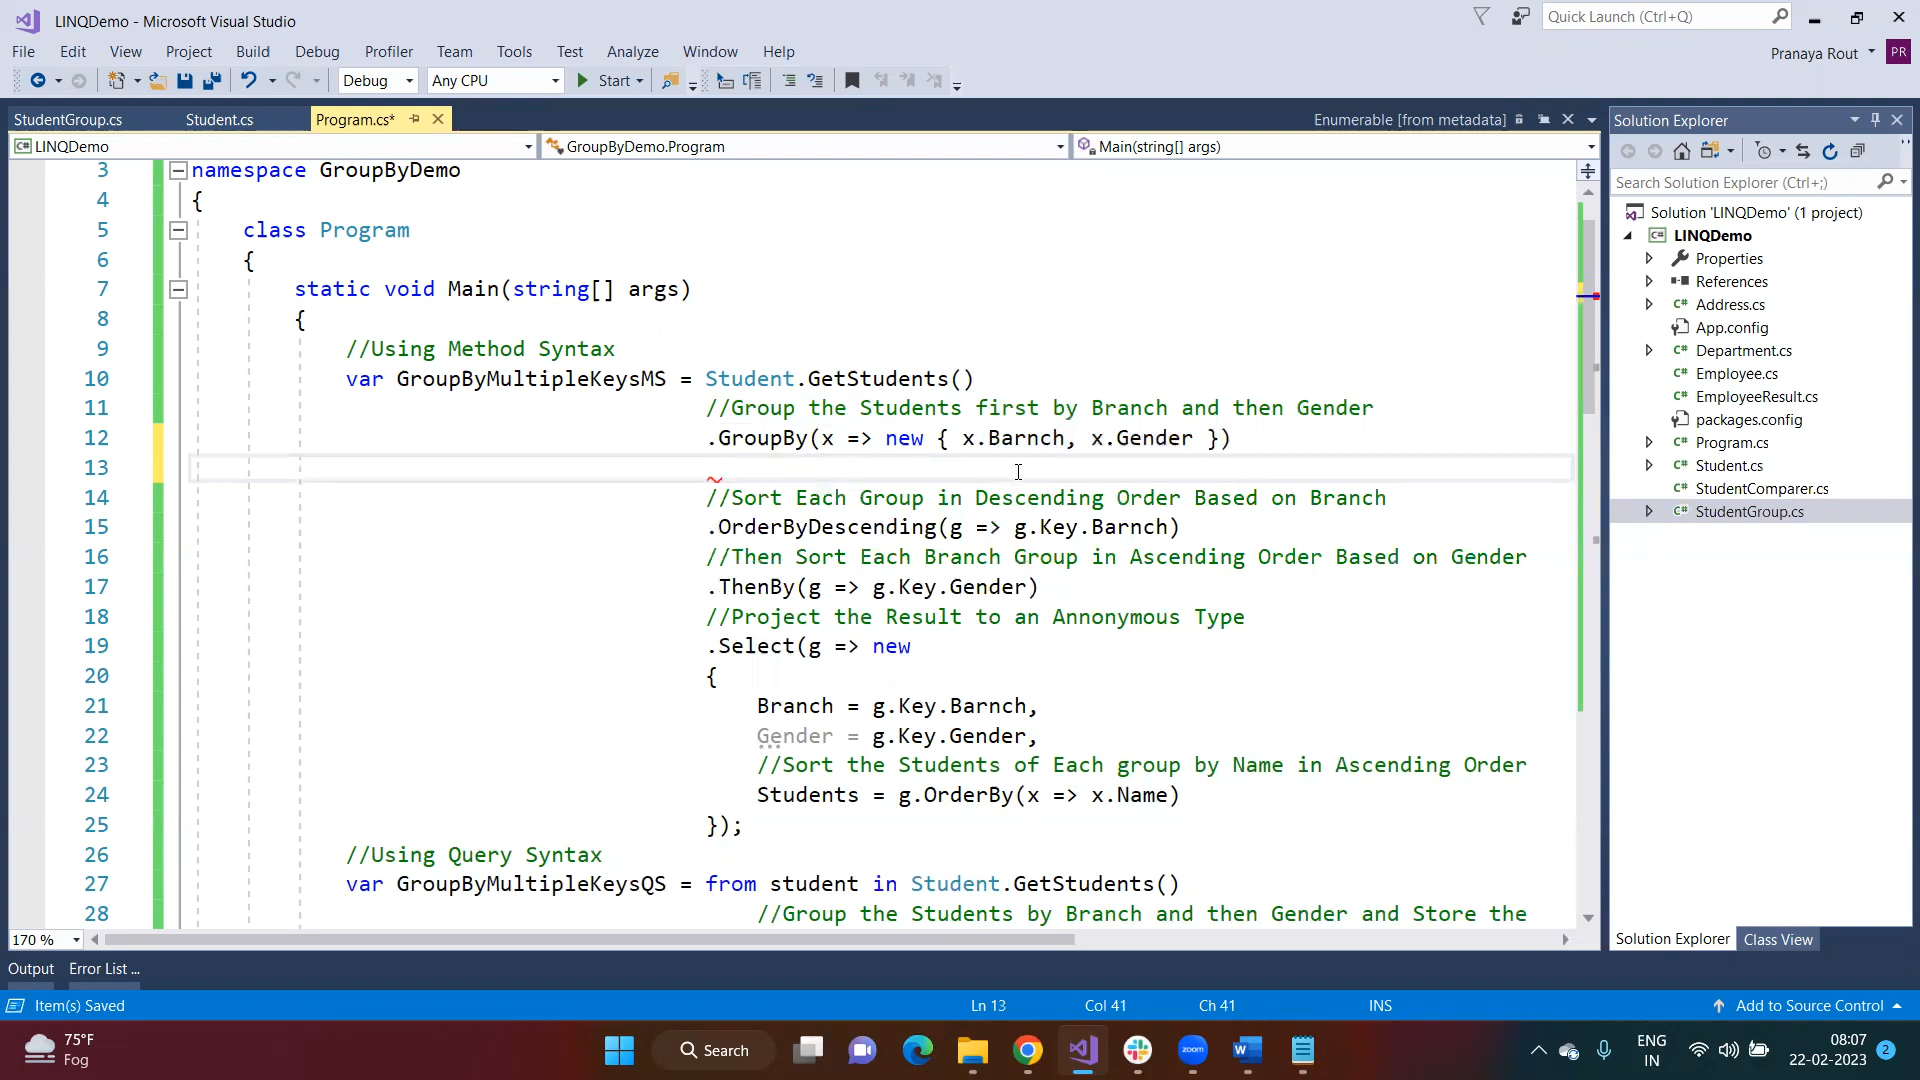 LINQDemo - Microsoft Visual Studio
Quick Launch (Ctrl+Q)
File Edit View Project Build Debug Profiler Team Tools Test Analyze Window Help
Pranaya Rout PR
Debug Any CPU Start
StudentGroup.cs Student.cs Program.cs* Enumerable [from metadata]
LINQDemo GroupByDemo.Program Main(string[] args)
3 namespace GroupByDemo
4 {
5 class Program
6 {
7 static void Main(string[] args)
8 {
9 //Using Method Syntax
10 var GroupByMultipleKeysMS = Student.GetStudents()
11 //Group the Students first by Branch and then Gender
12 .GroupBy(x => new { x.Barnch, x.Gender })
13
14 //Sort Each Group in Descending Order Based on Branch
15 .OrderByDescending(g => g.Key.Barnch)
16 //Then Sort Each Branch Group in Ascending Order Based on Gender
17 .ThenBy(g => g.Key.Gender)
18 //Project the Result to an Annonymous Type
19 .Select(g => new
20 {
21 Branch = g.Key.Barnch,
22 Gender = g.Key.Gender,
23 //Sort the Students of Each group by Name in Ascending Order
24 Students = g.OrderBy(x => x.Name)
25 });
26 //Using Query Syntax
27 var GroupByMultipleKeysQS = from student in Student.GetStudents()
28 //Group the Students by Branch and then Gender and Store the
170 %
Solution Explorer
Search Solution Explorer (Ctrl+;)
Solution 'LINQDemo' (1 project)
LINQDemo
Properties
References
Address.cs
App.config
Department.cs
Employee.cs
EmployeeResult.cs
packages.config
Program.cs
Student.cs
StudentComparer.cs
StudentGroup.cs
Solution Explorer Class View
Output Error List ...
Item(s) Saved Ln 13 Col 41 Ch 41 INS Add to Source Control
75°F
Fog
Search
zoom
ENG
IN
08:07
22-02-2023
2